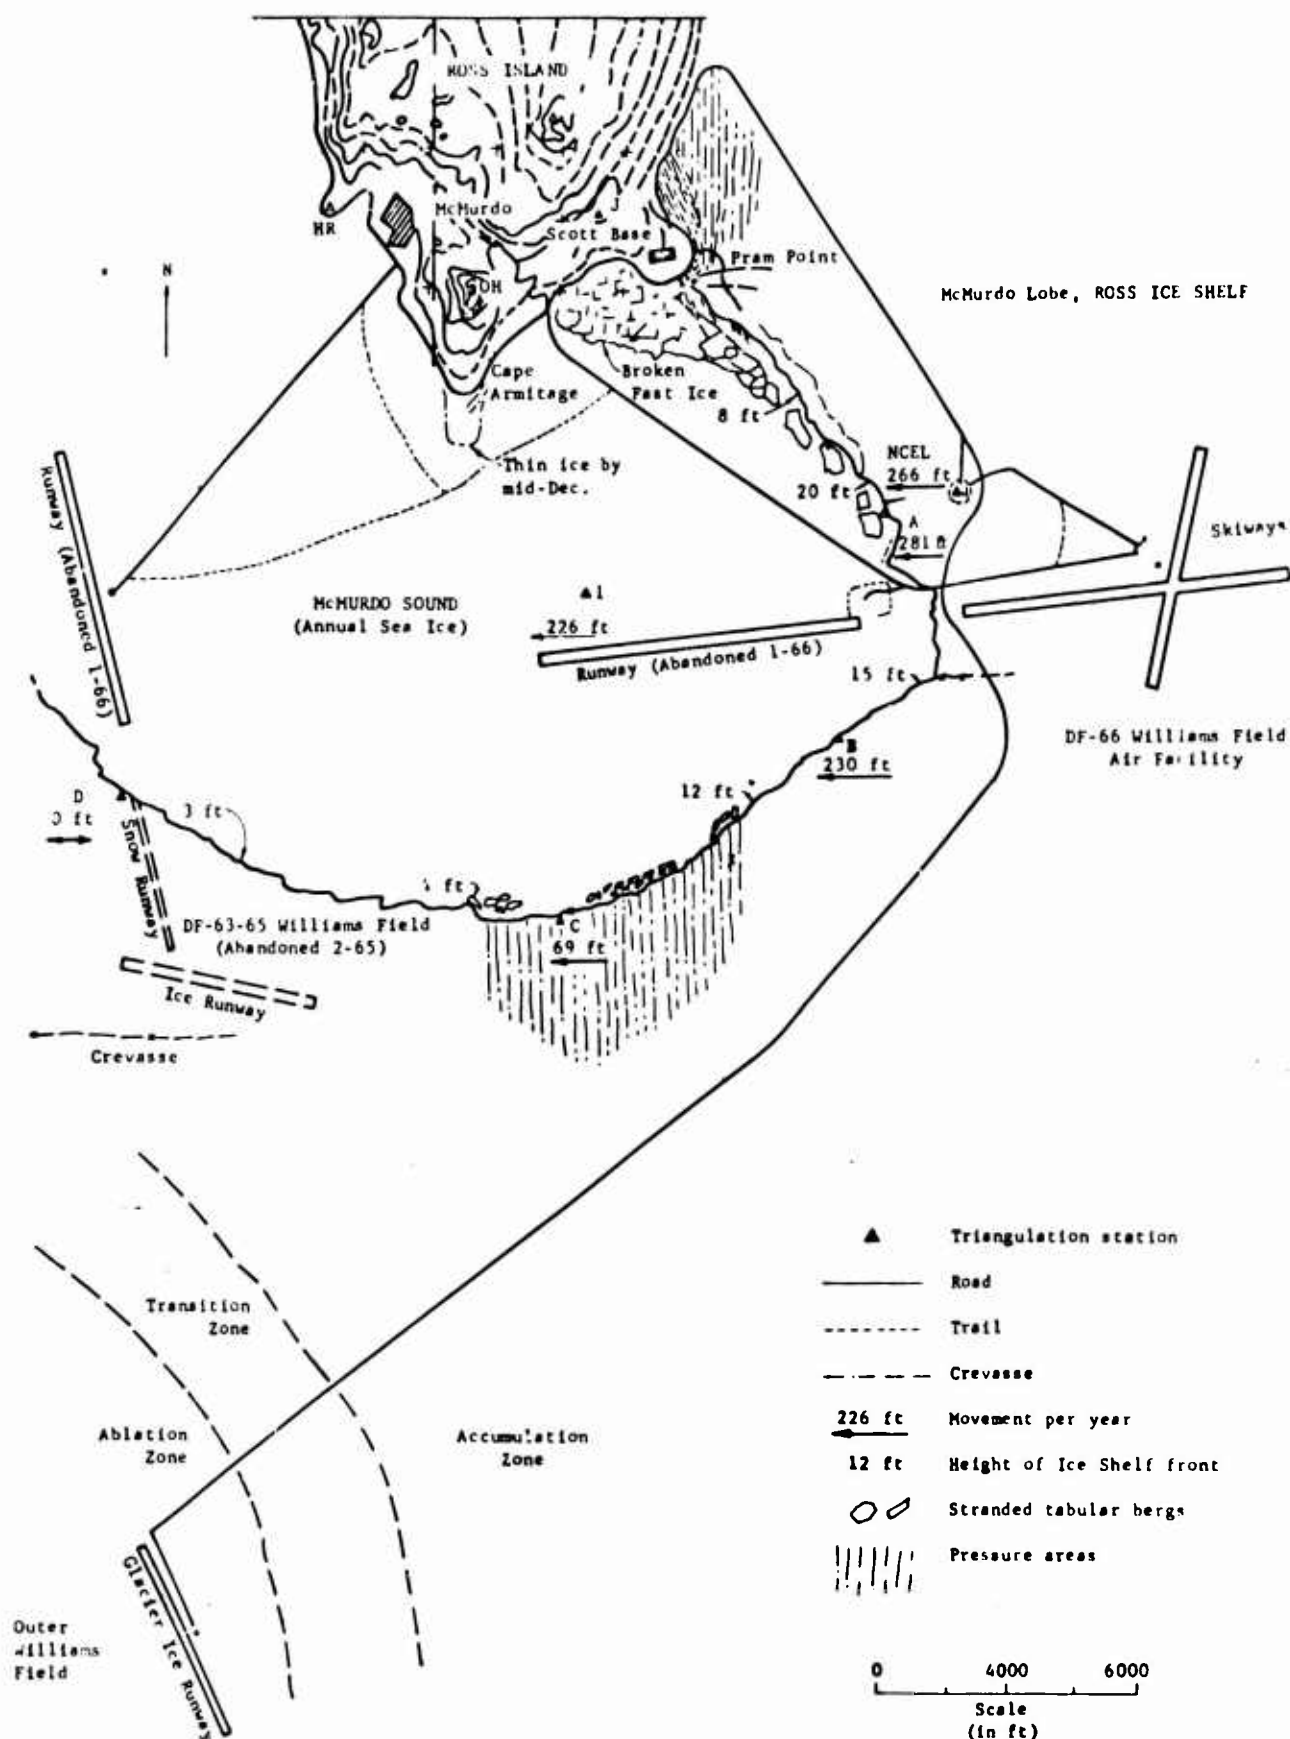 ROSS ISLAND
McMurdo
HR
J
Scott Base
N
OH
Pram Point
McMurdo Lobe, ROSS ICE SHELF
Cape
Armitage
Broken
Fast Ice
8 ft
Thin ice by
mid-Dec.
NCEL
266 ft
20 ft
A
281 ft
Skiways
Runway (Abandoned 1-66)
McMURDO SOUND
(Annual Sea Ice)
1
226 ft
Runway (Abandoned 1-66)
15 ft
DF-66 Williams Field
Air Facility
B
230 ft
12 ft
D
ft
3 ft
Snow Runway
ft
DF-63-65 Williams Field
(Abandoned 2-65)
C
69 ft
Ice Runway
Crevasse
Transition
Zone
Ablation
Zone
Accumulation
Zone
Glacier Ice Runway
Outer
Williams
Field
Triangulation station
Road
Trail
Crevasse
226 ft Movement per year
12 ft Height of Ice Shelf front
Stranded tabular bergs
Pressure areas
0 4000 6000
Scale
(in ft)